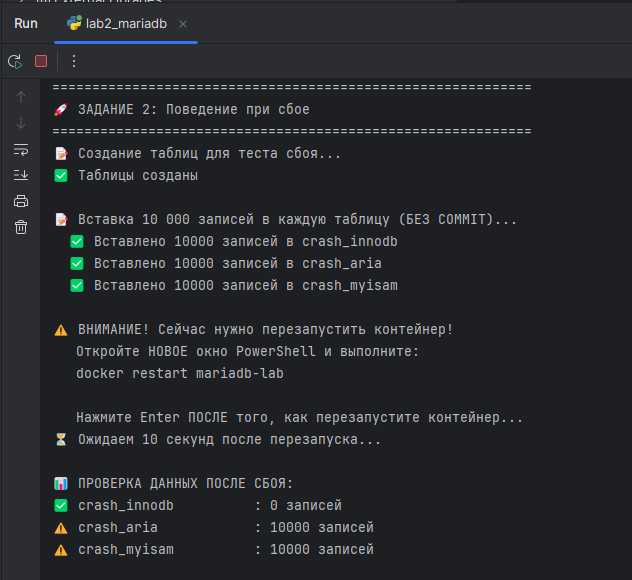 Run lab2_mariadb
============================================================
🚀 ЗАДАНИЕ 2: Поведение при сбое
============================================================
📝 Создание таблиц для теста сбоя...
✅ Таблицы созданы
📝 Вставка 10 000 записей в каждую таблицу (БЕЗ COMMIT)...
✅ Вставлено 10000 записей в crash_innodb
✅ Вставлено 10000 записей в crash_aria
✅ Вставлено 10000 записей в crash_myisam
⚠️ ВНИМАНИЕ! Сейчас нужно перезапустить контейнер!
Откройте НОВОЕ окно PowerShell и выполните:
docker restart mariadb-lab
Нажмите Enter ПОСЛЕ того, как перезапустите контейнер...
⏳ Ожидаем 10 секунд после перезапуска...
📊 ПРОВЕРКА ДАННЫХ ПОСЛЕ СБОЯ:
✅ crash_innodb : 0 записей
⚠️ crash_aria : 10000 записей
⚠️ crash_myisam : 10000 записей